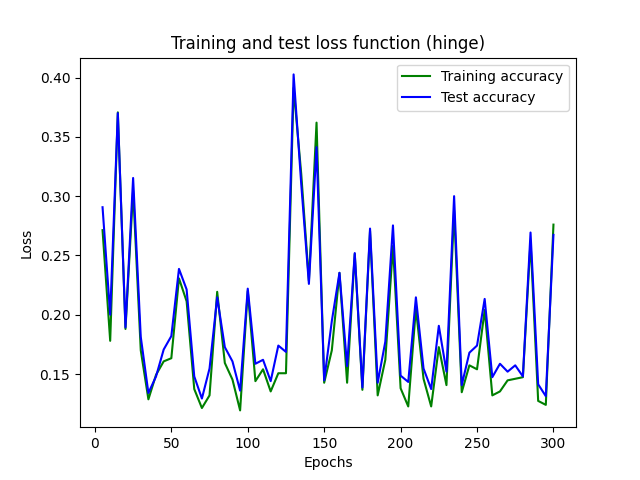 Training and test loss function (hinge)
Training accuracy
Test accuracy
0.40
0.35
0.30
0.25
0.20
0.15
Loss
0 50 100 150 200 250 300
Epochs